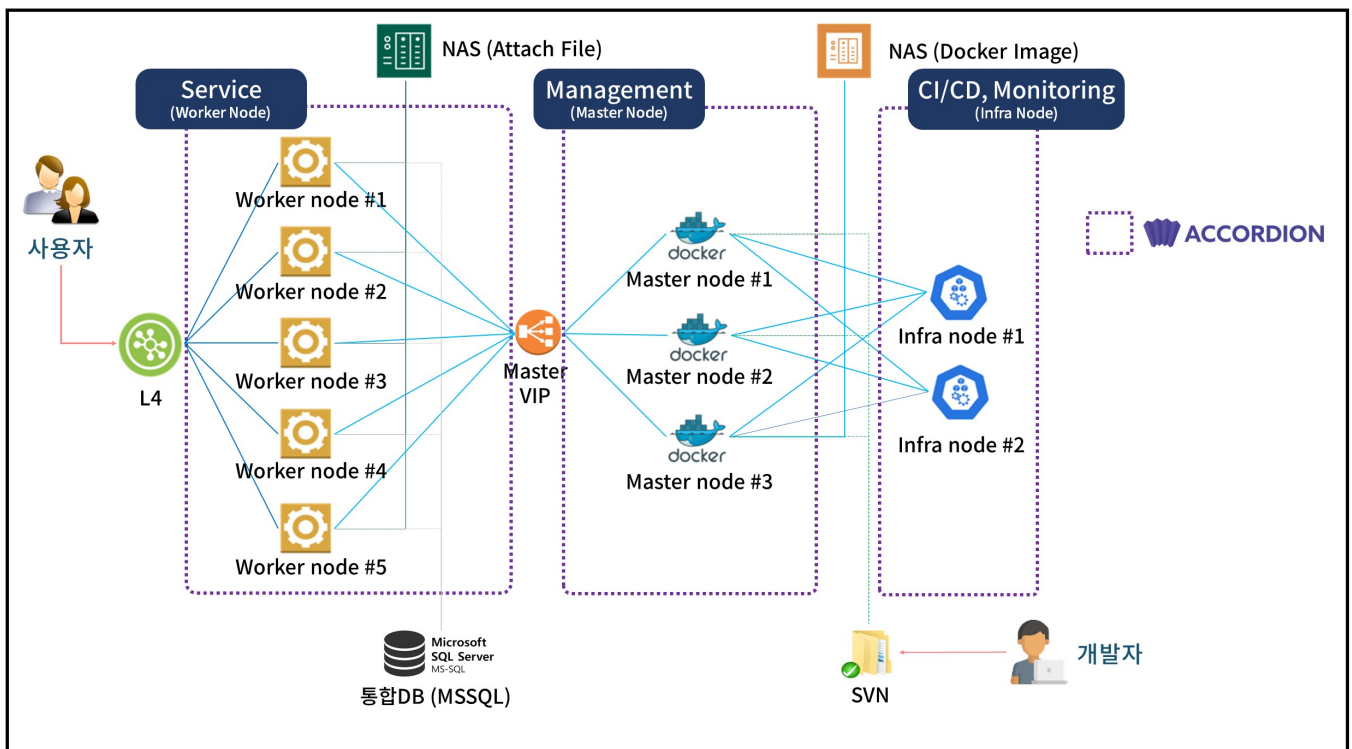 NAS (Attach File)
NAS (Docker Image)
Service
(Worker Node)
Management
(Master Node)
CI/CD, Monitoring
(Infra Node)
사용자
L4
Worker node #1
Worker node #2
Worker node #3
Worker node #4
Worker node #5
Master
VIP
docker
Master node #1
docker
Master node #2
docker
Master node #3
Infra node #1
Infra node #2
ACCORDION
Microsoft
SQL Server
MS-SQL
통합DB (MSSQL)
SVN
개발자